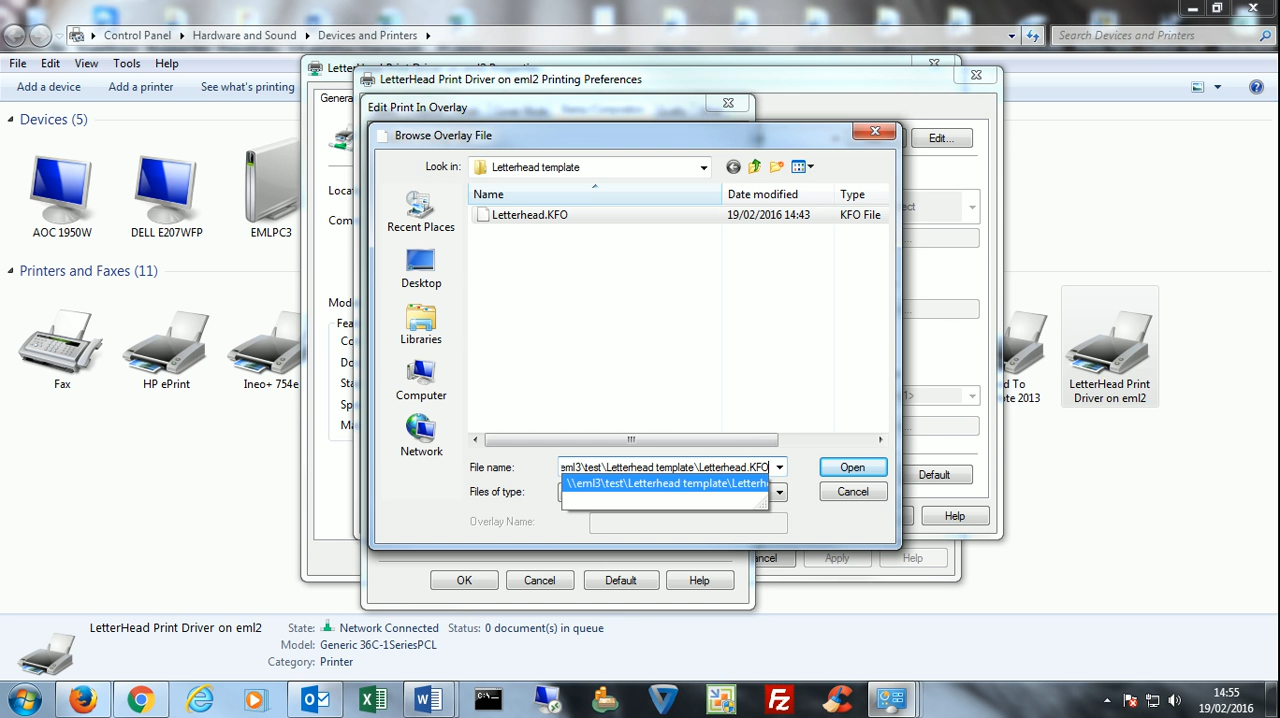 Control Panel
Hardware and Sound
Devices and Printers
Search Devices and Printers
File
Edit
View
Tools
Help
Add a device
Add a printer
See what's printing
Devices (5)
AOC 1950W
DELL E207WFP
EMLPC3
Printers and Faxes (11)
Fax
HP ePrint
Ineo+ 754e
LetterHead Print
Driver on eml2
LetterHead Print Driver on eml2 Printing Preferences
Edit Print In Overlay
Browse Overlay File
Edit...
Look in:
Letterhead template
Name
Date modified
Type
Letterhead.KFO
19/02/2016 14:43
KFO File
Recent Places
Desktop
Libraries
Computer
Network
File name:
eml3\test\Letterhead template\Letterhead.KFO
Open
\\eml3\test\Letterhead template\Letterh
Files of type:
Cancel
Overlay Name:
Default
Help
Apply
Help
OK
Cancel
Default
Help
LetterHead Print Driver on eml2
State:
Network Connected
Status: 0 document(s) in queue
Model: Generic 36C-1SeriesPCL
Category: Printer
14:55
19/02/2016